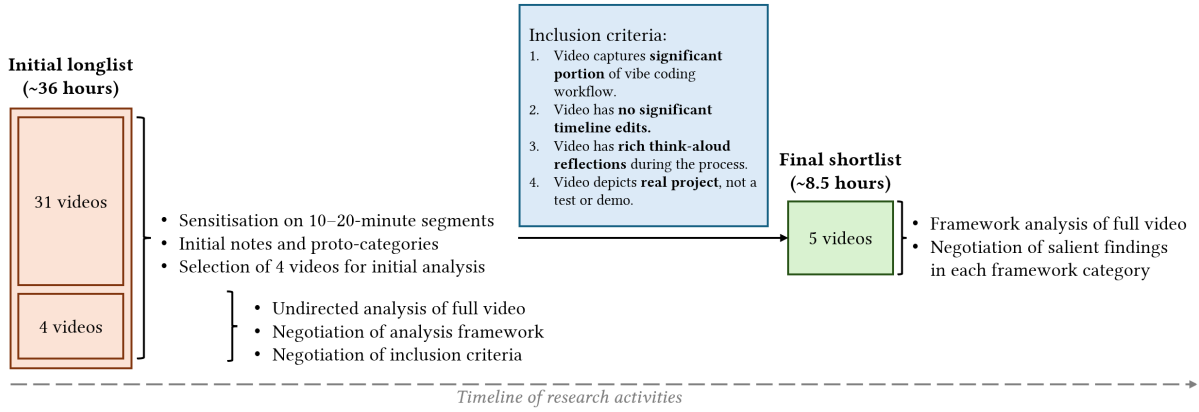 Initial longlist
(~36 hours)
31 videos
4 videos
• Sensitisation on 10–20-minute segments
• Initial notes and proto-categories
• Selection of 4 videos for initial analysis
• Undirected analysis of full video
• Negotiation of analysis framework
• Negotiation of inclusion criteria
Inclusion criteria:
1. Video captures significant
portion of vibe coding
workflow.
2. Video has no significant
timeline edits.
3. Video has rich think-aloud
reflections during the process.
4. Video depicts real project, not a
test or demo.
Final shortlist
(~8.5 hours)
5 videos
• Framework analysis of full video
• Negotiation of salient findings
in each framework category
Timeline of research activities